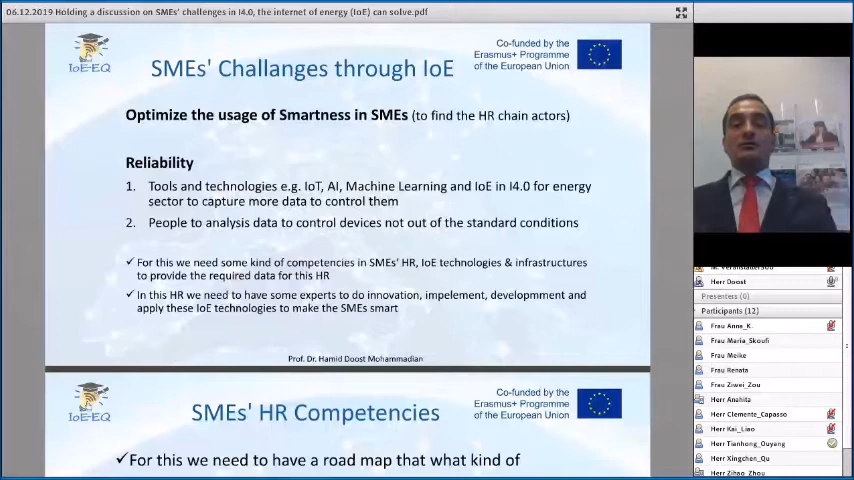 06.12.2019 Holding a discussion on SMEs' challenges in I4.0, the internet of energy (IoE) can solve.pdf
IoE-EQ
SMEs' Challanges through IoE
Co-funded by the
Erasmus+ Programme
of the European Union
Optimize the usage of Smartness in SMEs (to find the HR chain actors)
Reliability
1. Tools and technologies e.g. IoT, AI, Machine Learning and IoE in I4.0 for energy
sector to capture more data to control them
2. People to analysis data to control devices not out of the standard conditions
✓For this we need some kind of competencies in SMEs' HR, IoE technologies & infrastructures
to provide the required data for this HR
✓In this HR we need to have some experts to do innovation, impelement, developmment and
apply these IoE technologies to make the SMEs smart
Prof. Dr. Hamid Doost Mohammadian
IoE-EQ
SMEs' HR Competencies
Co-funded by the
Erasmus+ Programme
of the European Union
✓For this we need to have a road map that what kind of
Herr Doost
Presenters (0)
Participants (12)
Frau Anna_K.
Frau Maria_Skoufi
Frau Meike
Frau Renata
Frau Ziwei_Zou
Herr Anahita
Herr Clemente_Capasso
Herr Kai_Liao
Herr Tianhong_Ouyang
Herr Xingchen_Qu
Herr Zihao_Zhou